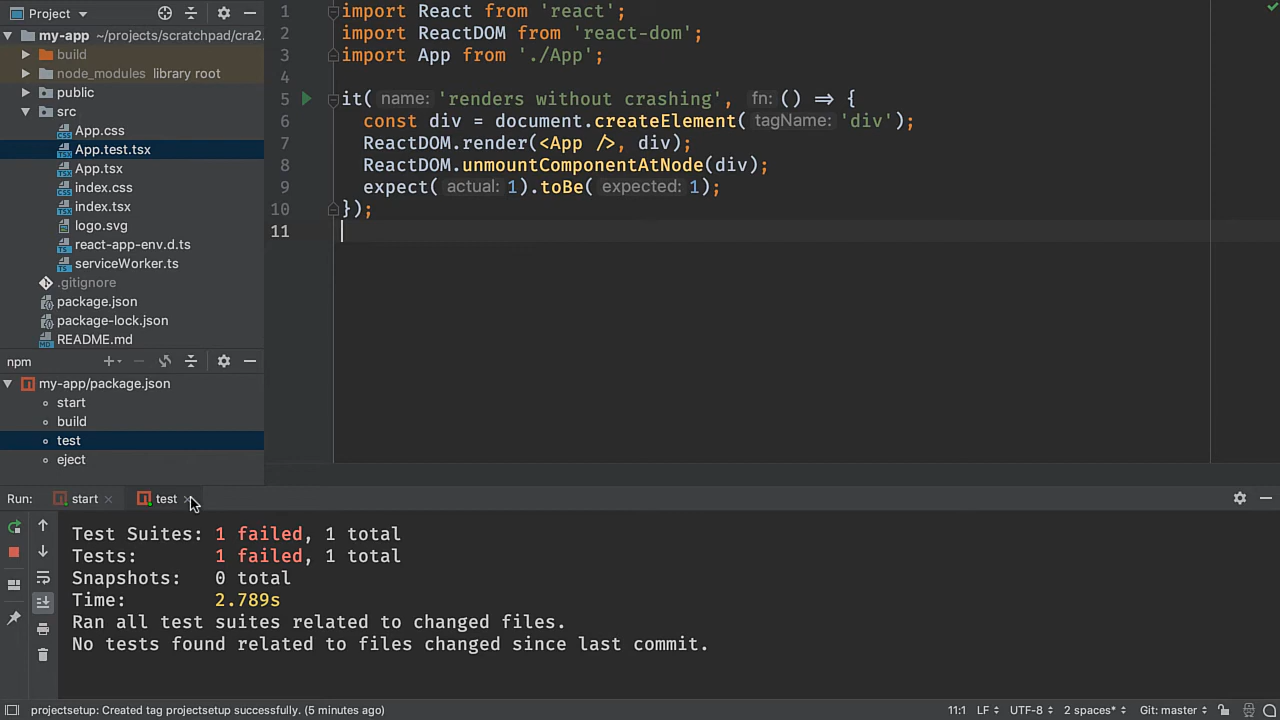 Project
my-app ~/projects/scratchpad/cra2.
build
node_modules library root
public
src
App.css
App.test.tsx
App.tsx
index.css
index.tsx
logo.svg
react-app-env.d.ts
serviceWorker.ts
.gitignore
package.json
package-lock.json
README.md
1 import React from 'react';
2 import ReactDOM from 'react-dom';
3 import App from './App';
4
5 it( name: 'renders without crashing', fn: () => {
6 const div = document.createElement( tagName: 'div');
7 ReactDOM.render(<App />, div);
8 ReactDOM.unmountComponentAtNode(div);
9 expect( actual: 1).toBe( expected: 1);
10 });
11
npm
my-app/package.json
start
build
test
eject
Run: start test
Test Suites: 1 failed, 1 total
Tests: 1 failed, 1 total
Snapshots: 0 total
Time: 2.789s
Ran all test suites related to changed files.
No tests found related to files changed since last commit.
projectsetup: Created tag projectsetup successfully. (5 minutes ago) 11:1 LF UTF-8 2 spaces* Git: master